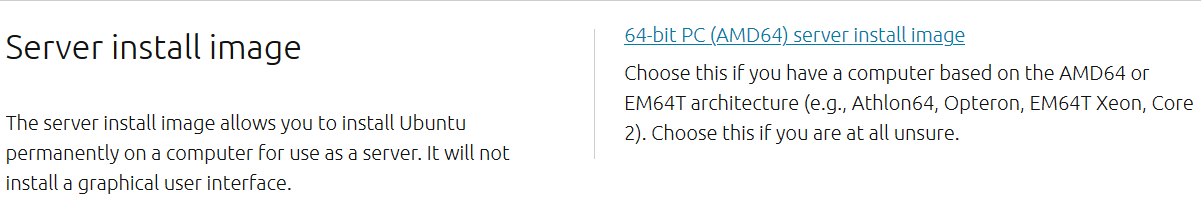 Server install image
The server install image allows you to install Ubuntu
permanently on a computer for use as a server. It will not
install a graphical user interface.
64-bit PC (AMD64) server install image
Choose this if you have a computer based on the AMD64 or
EM64T architecture (e.g., Athlon64, Opteron, EM64T Xeon, Core
2). Choose this if you are at all unsure.